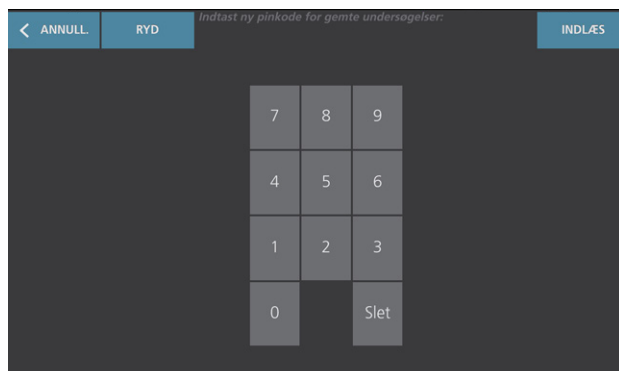 ANNULL. RYD Indtast ny pinkode for gemte undersøgelser: INDLÆS
7 8 9
4 5 6
1 2 3
0 Slet